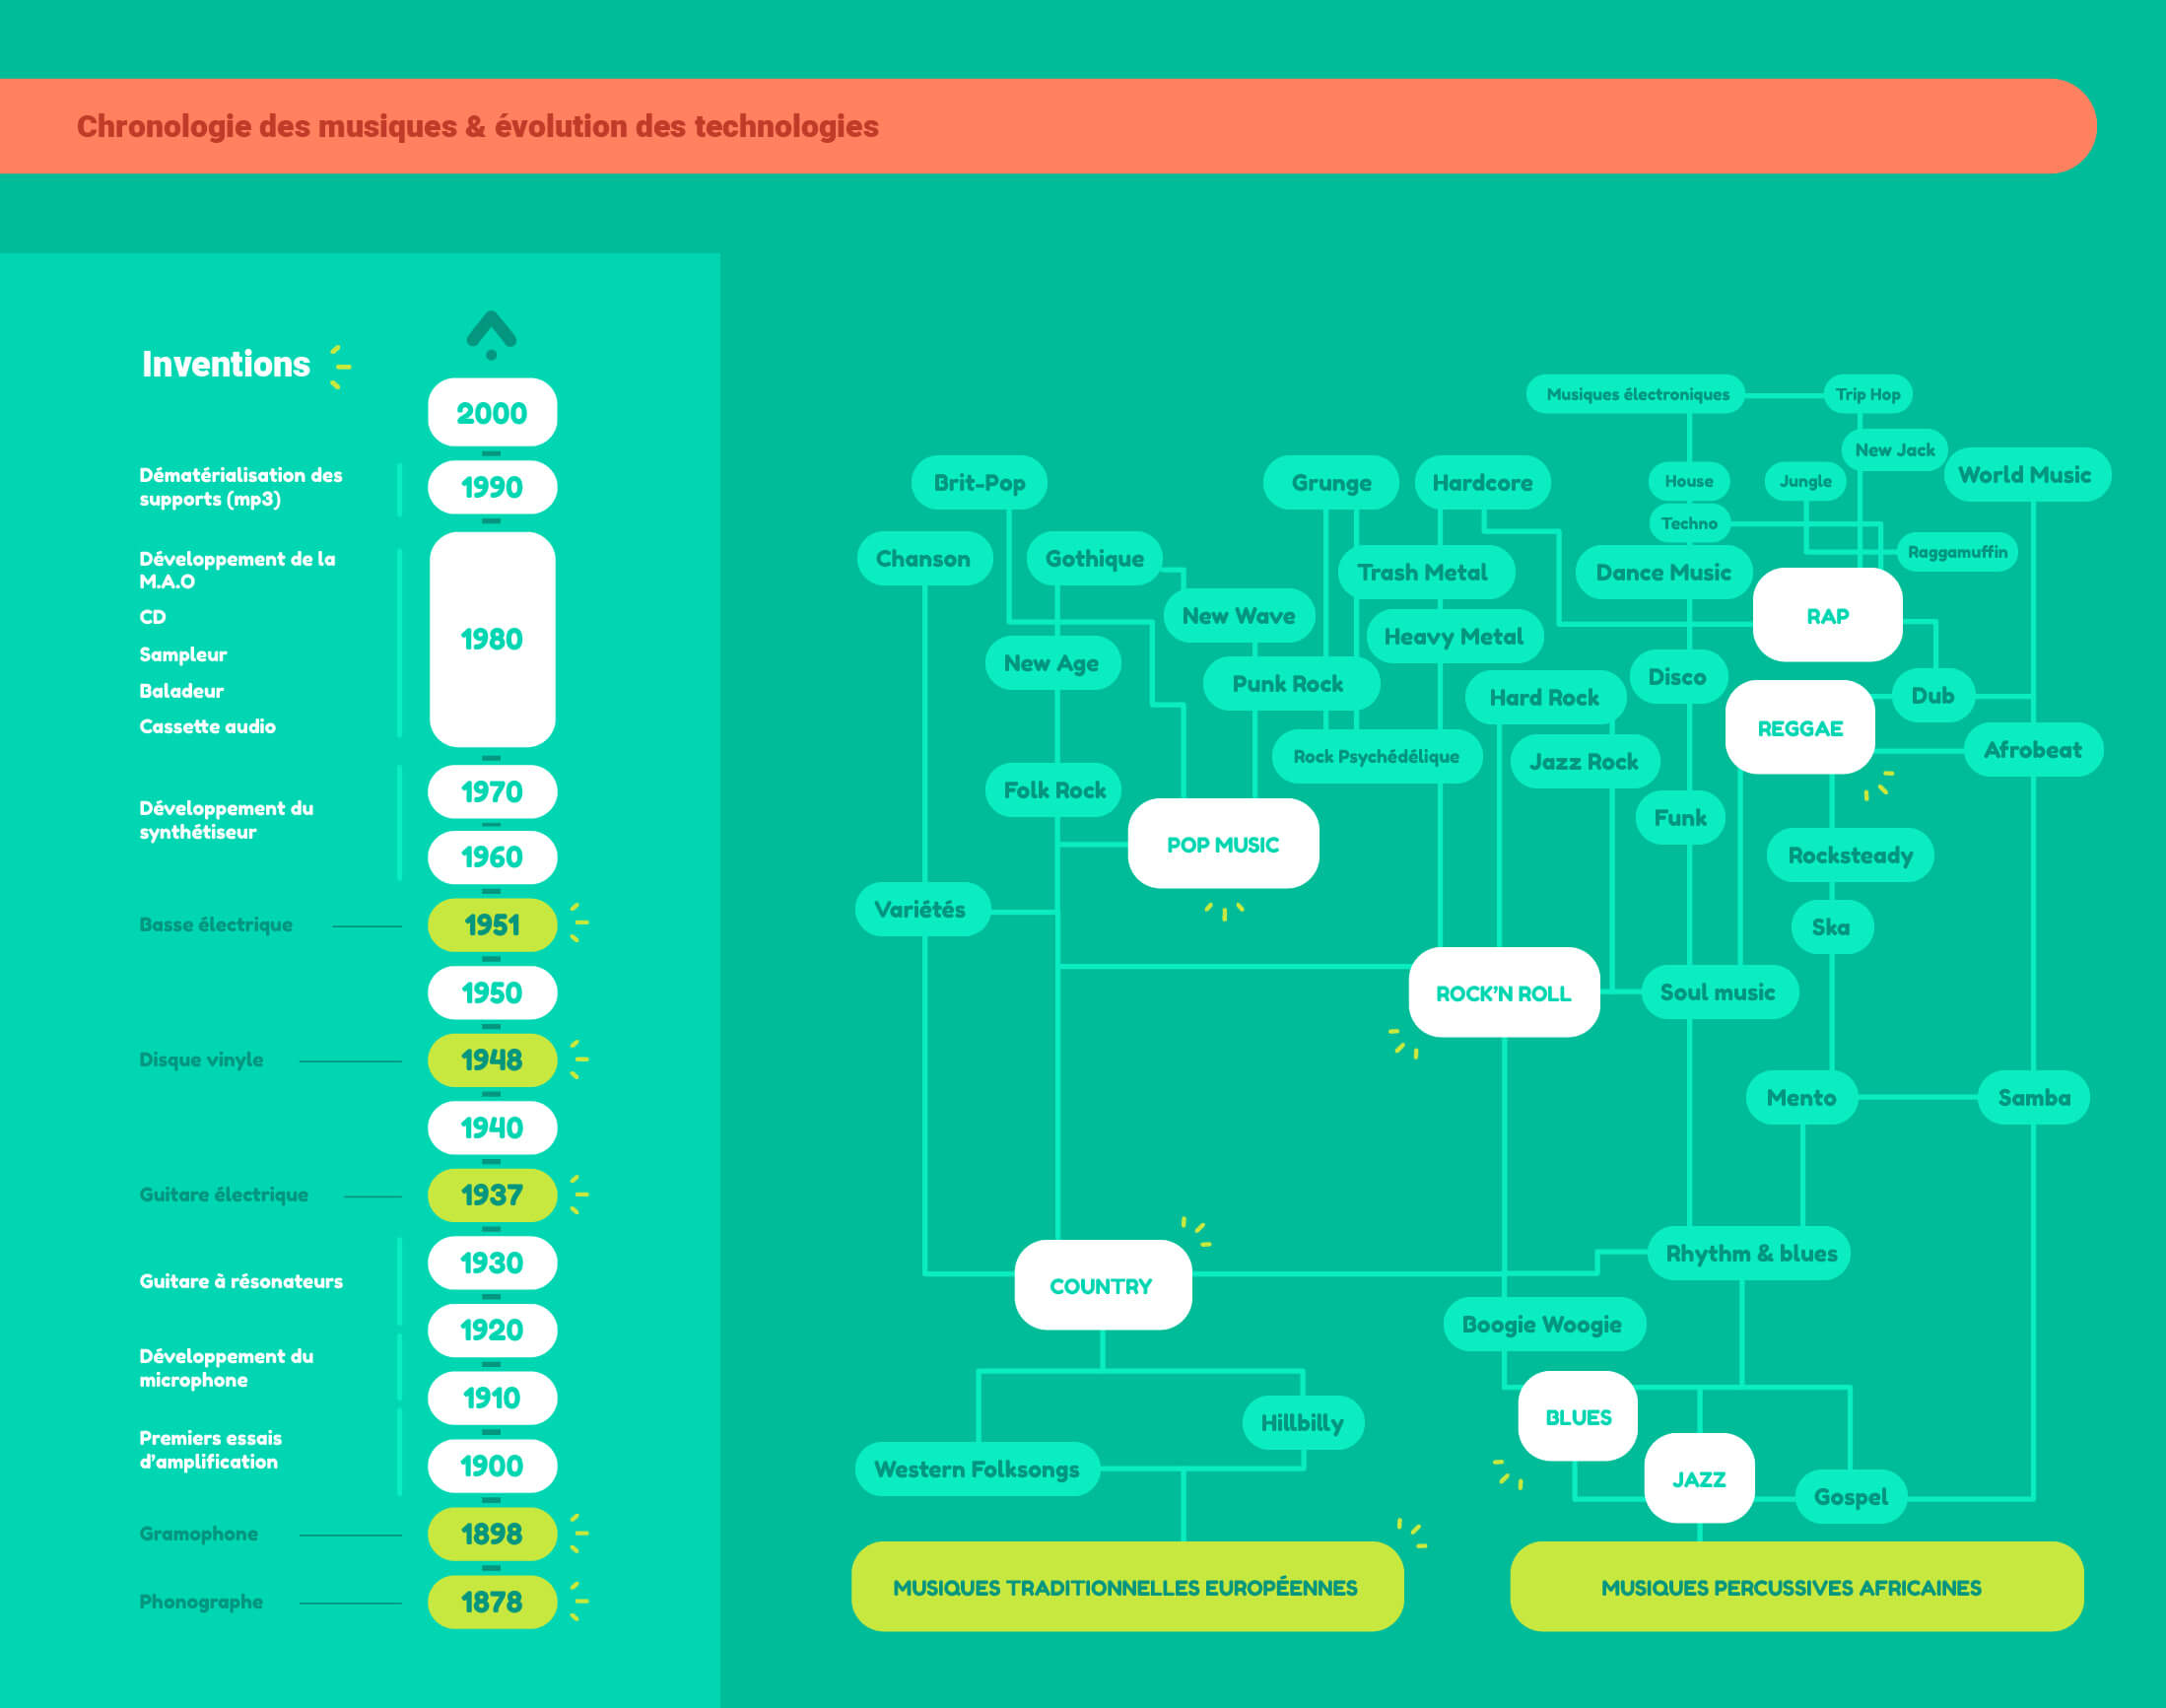 Chronologie des musiques & évolution des technologies
Inventions
2000
Dématérialisation des
supports (mp3)
1990
Développement de la
M.A.O
CD
Sampleur
Baladeur
Cassette audio
1980
1970
Développement du
synthétiseur
1960
Basse électrique
1951
1950
Disque vinyle
1948
1940
Guitare électrique
1937
1930
Guitare à résonateurs
1920
Développement du
microphone
1910
Premiers essais
d'amplification
1900
Gramophone
1898
Phonographe
1878
Musiques électroniques
Trip Hop
New Jack
World Music
Brit-Pop
Grunge
Hardcore
House
Jungle
Techno
Raggamuffin
Chanson
Gothique
Trash Metal
Dance Music
New Wave
RAP
Heavy Metal
New Age
Punk Rock
Hard Rock
Disco
Dub
REGGAE
Rock Psychédélique
Jazz Rock
Afrobeat
Folk Rock
Funk
POP MUSIC
Rocksteady
Variétés
Ska
ROCK'N ROLL
Soul music
Mento
Samba
Rhythm & blues
COUNTRY
Boogie Woogie
BLUES
Hillbilly
Western Folksongs
JAZZ
Gospel
MUSIQUES TRADITIONNELLES EUROPÉENNES
MUSIQUES PERCUSSIVES AFRICAINES